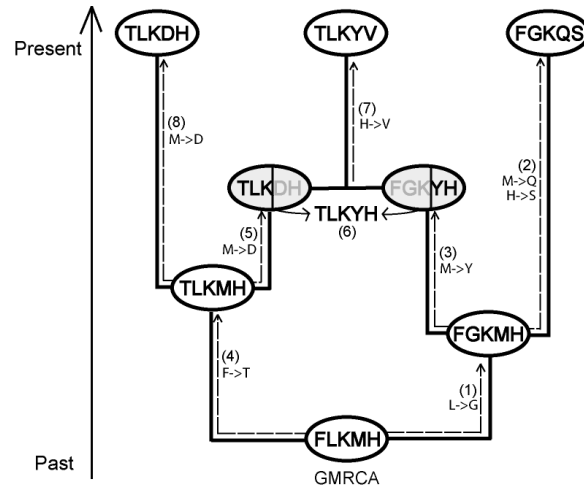 TLKDH
TLKYV
FGKQS
Present
(8)
M->D
(7)
H->V
(2)
M->Q
H->S
TLKDH
FGKYH
TLKYH
(6)
(5)
M->D
(3)
M->Y
TLKMH
FGKMH
(4)
F->T
(1)
L->G
FLKMH
Past
GMRCA